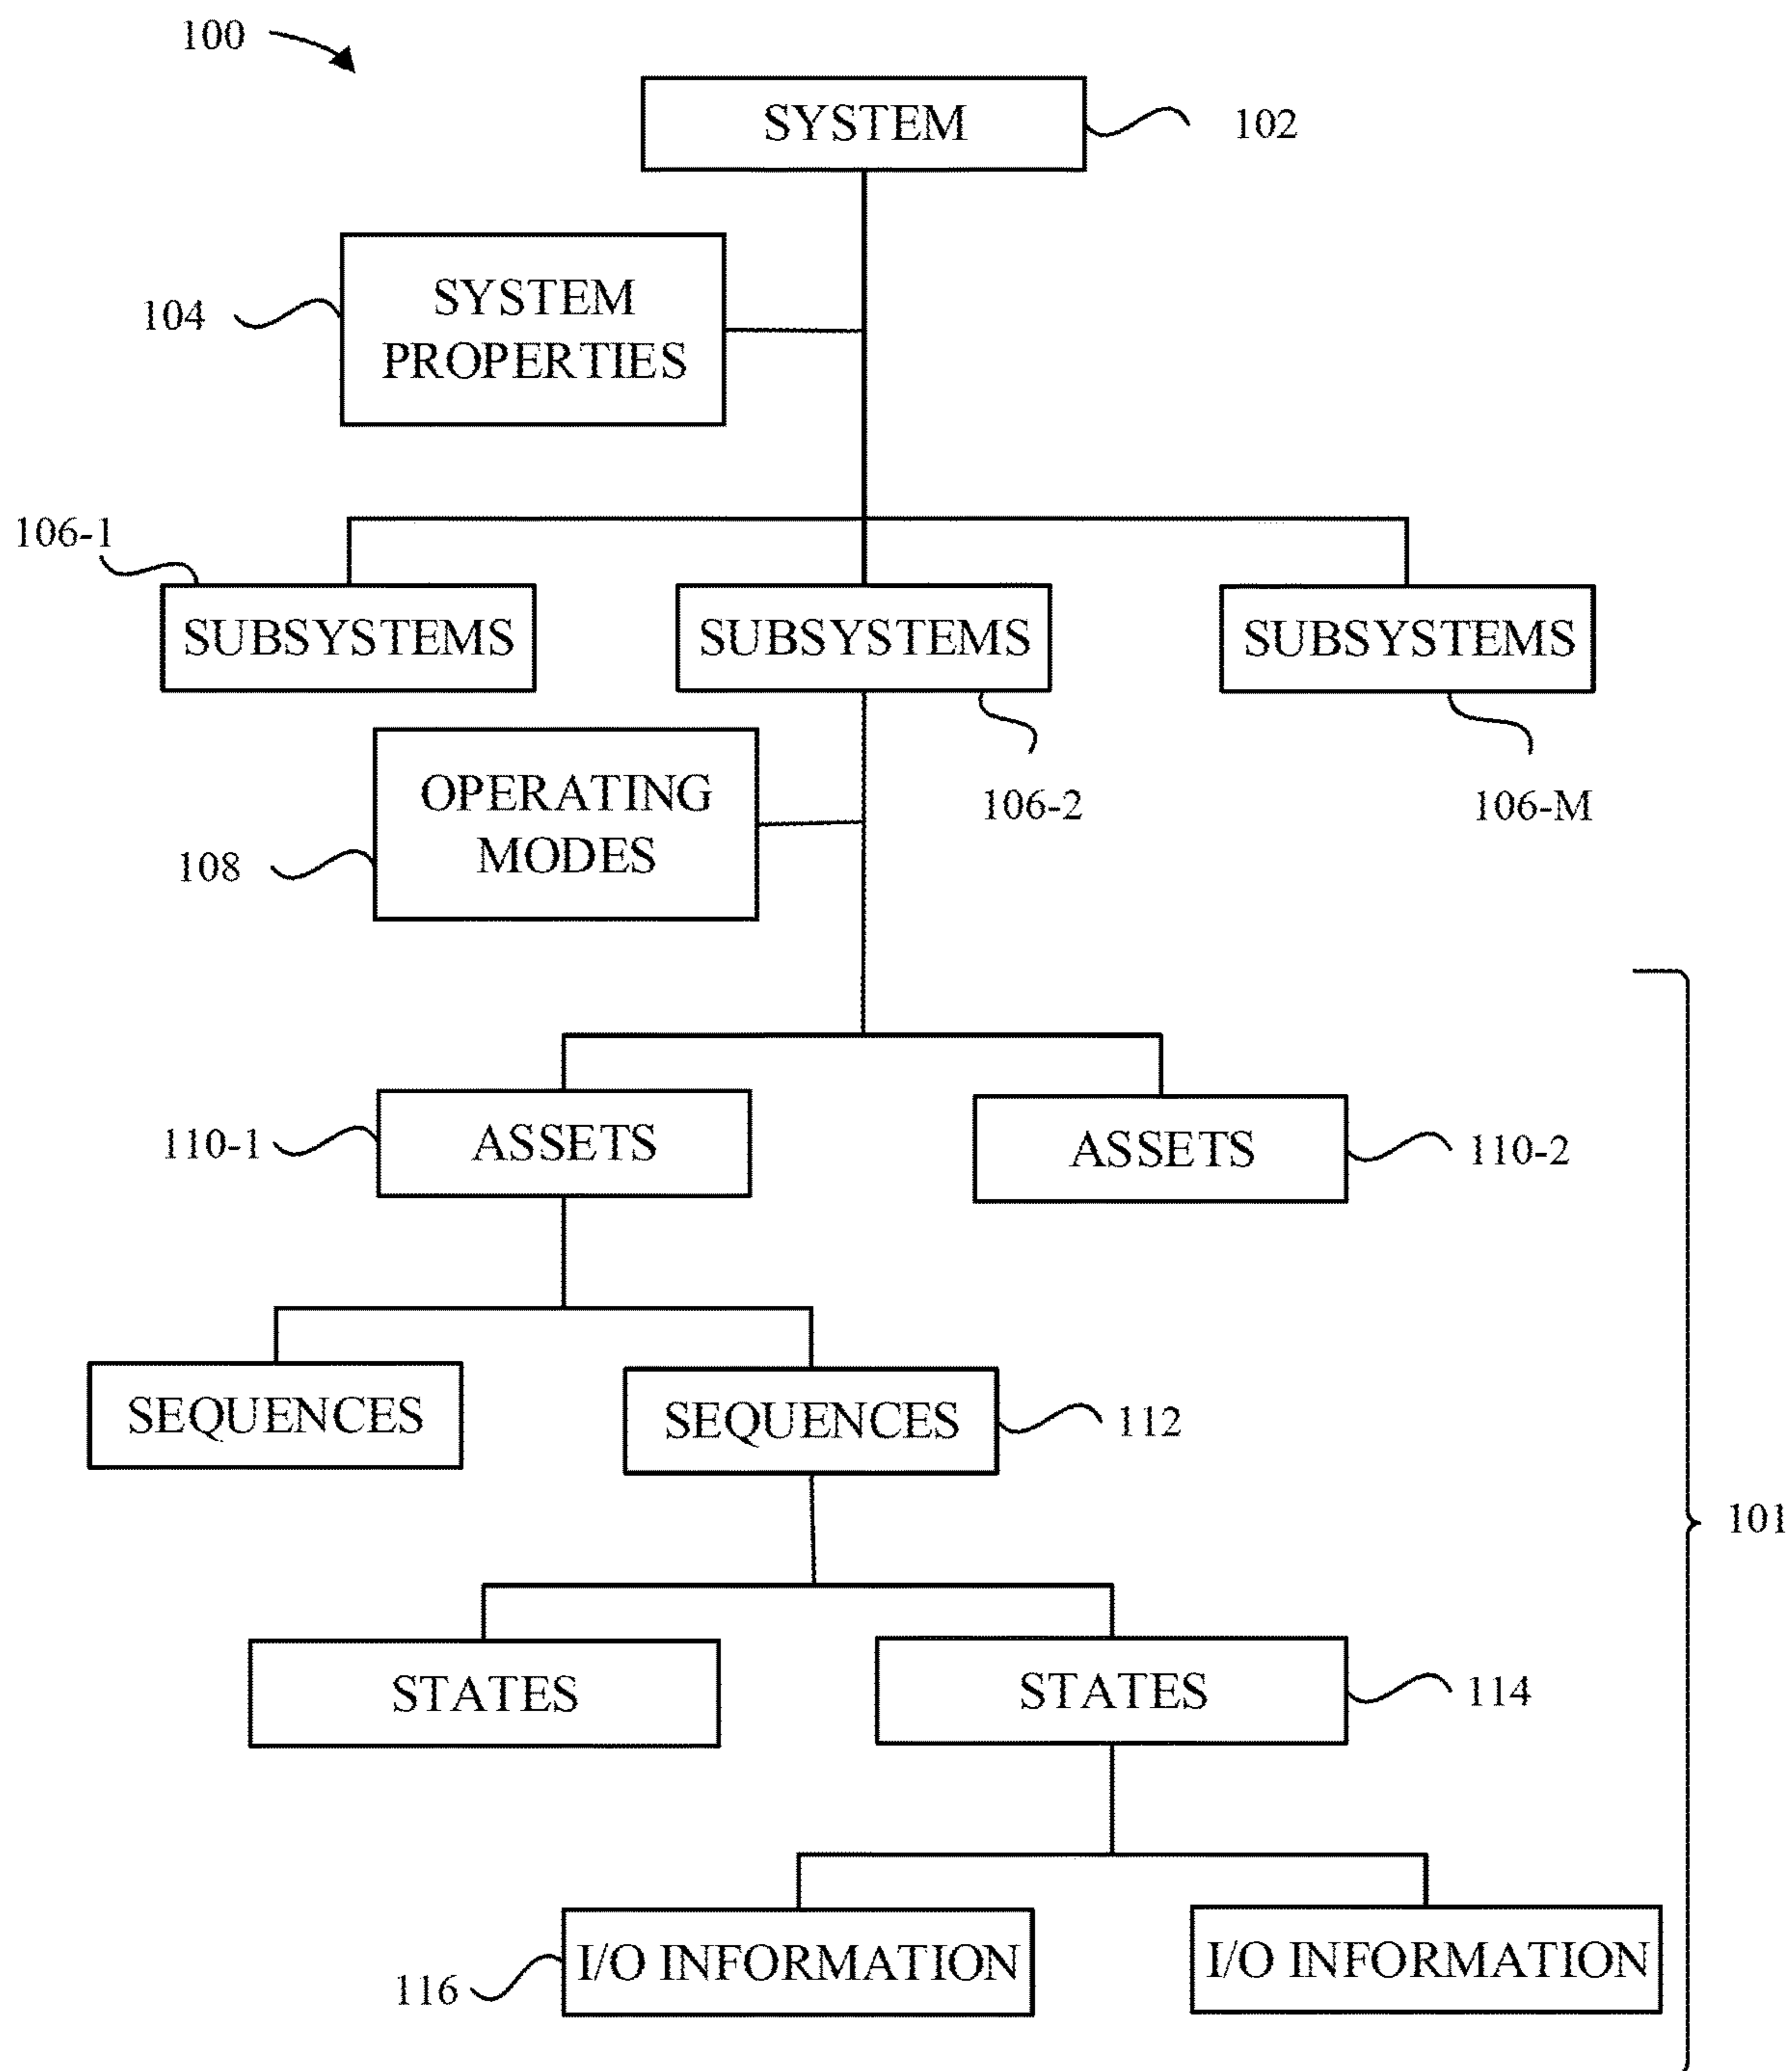 100
SYSTEM
102
SYSTEM
PROPERTIES
104
106-1
SUBSYSTEMS
SUBSYSTEMS
SUBSYSTEMS
106-2
106-M
OPERATING
MODES
108
110-1
ASSETS
ASSETS
110-2
SEQUENCES
SEQUENCES
112
101
STATES
STATES
114
I/O INFORMATION
I/O INFORMATION
116